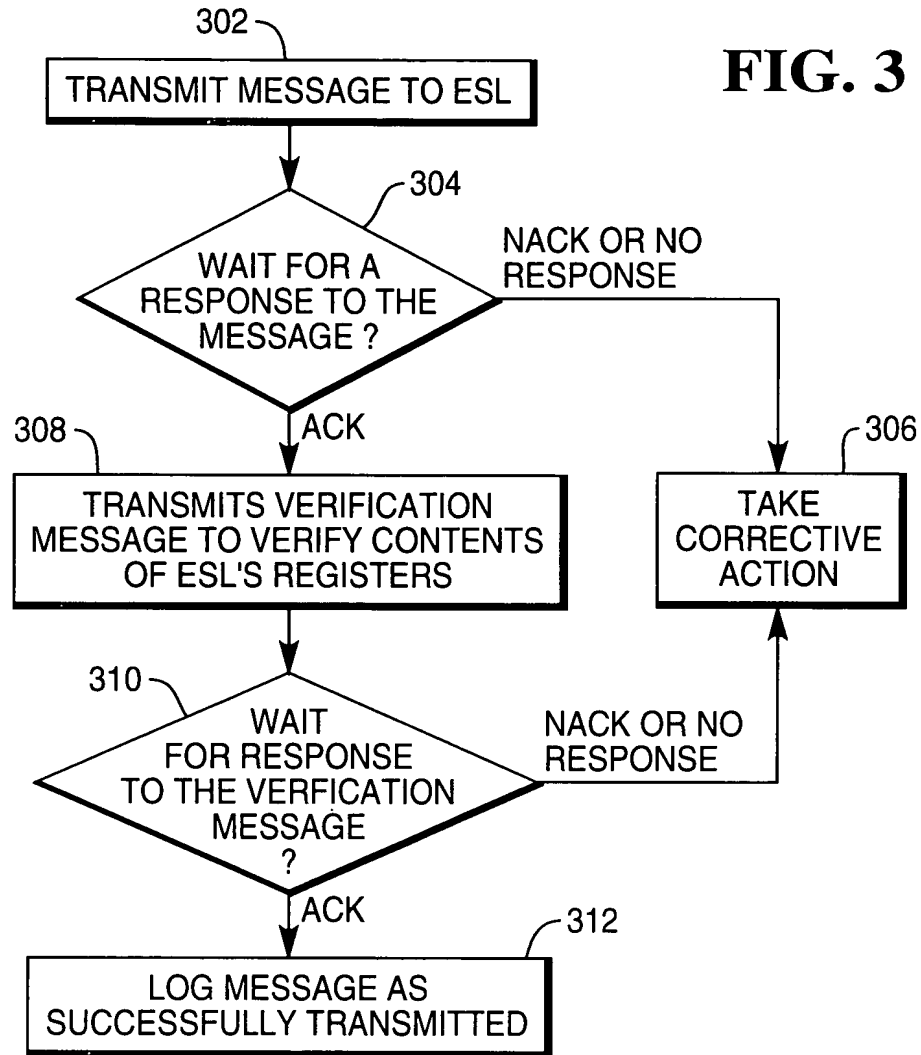 FIG. 3
302
TRANSMIT MESSAGE TO ESL
304
WAIT FOR A
RESPONSE TO THE
MESSAGE ?
NACK OR NO
RESPONSE
ACK
308
TRANSMITS VERIFICATION
MESSAGE TO VERIFY CONTENTS
OF ESL'S REGISTERS
306
TAKE
CORRECTIVE
ACTION
310
WAIT
FOR RESPONSE
TO THE VERFICATION
MESSAGE
?
NACK OR NO
RESPONSE
ACK
312
LOG MESSAGE AS
SUCCESSFULLY TRANSMITTED